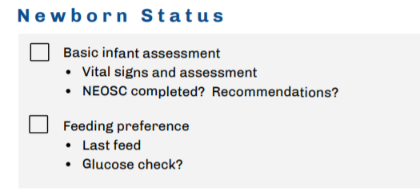 Newborn Status
Basic infant assessment
• Vital signs and assessment
• NEOSC completed? Recommendations?
Feeding preference
• Last feed
• Glucose check?